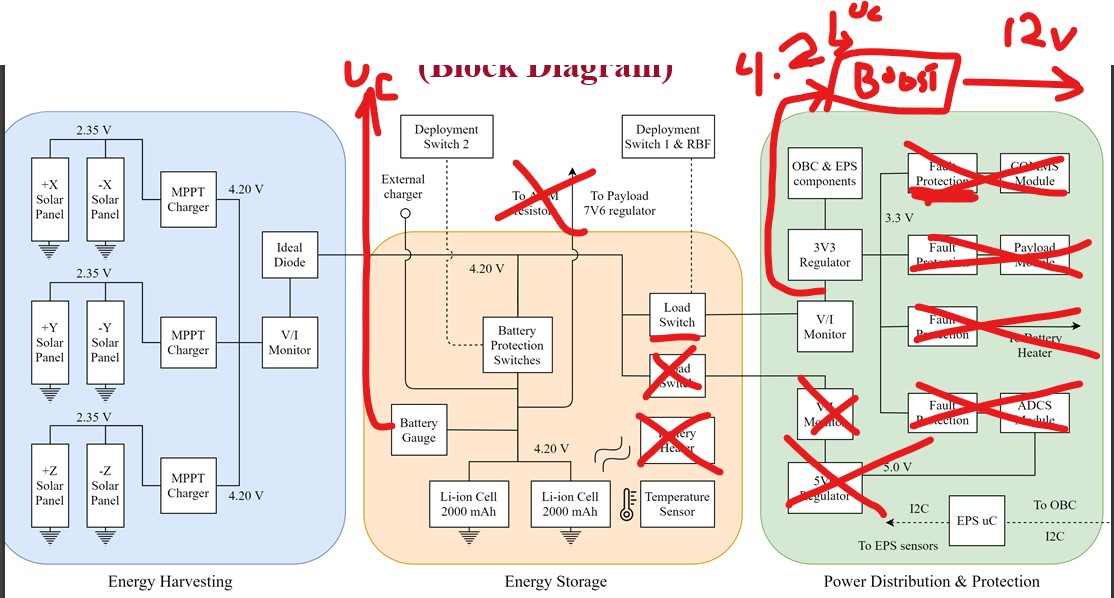 uc
12v
4.2
Boost
uc
(Block Diagram)
2.35 V
+X
Solar
Panel
-X
Solar
Panel
MPPT
Charger
4.20 V
2.35 V
+Y
Solar
Panel
-Y
Solar
Panel
MPPT
Charger
2.35 V
+Z
Solar
Panel
-Z
Solar
Panel
MPPT
Charger
4.20 V
Ideal
Diode
V/I
Monitor
Energy Harvesting
Deployment
Switch 2
External
charger
To
resistor
To Payload
7V6 regulator
Deployment
Switch 1 & RBF
4.20 V
Battery
Protection
Switches
Load
Switch
Load
Switch
Battery
Gauge
Battery
Heater
4.20 V
Li-ion Cell
2000 mAh
Li-ion Cell
2000 mAh
Temperature
Sensor
Energy Storage
OBC & EPS
components
3V3
Regulator
V/I
Monitor
V/I
Monitor
5V
Regulator
3.3 V
Fault
Protection
COMMS
Module
Fault
Protection
Payload
Module
Fault
Protection
To Battery
Heater
Fault
Protection
ADCS
Module
5.0 V
I2C
EPS uC
To OBC
I2C
To EPS sensors
Power Distribution & Protection